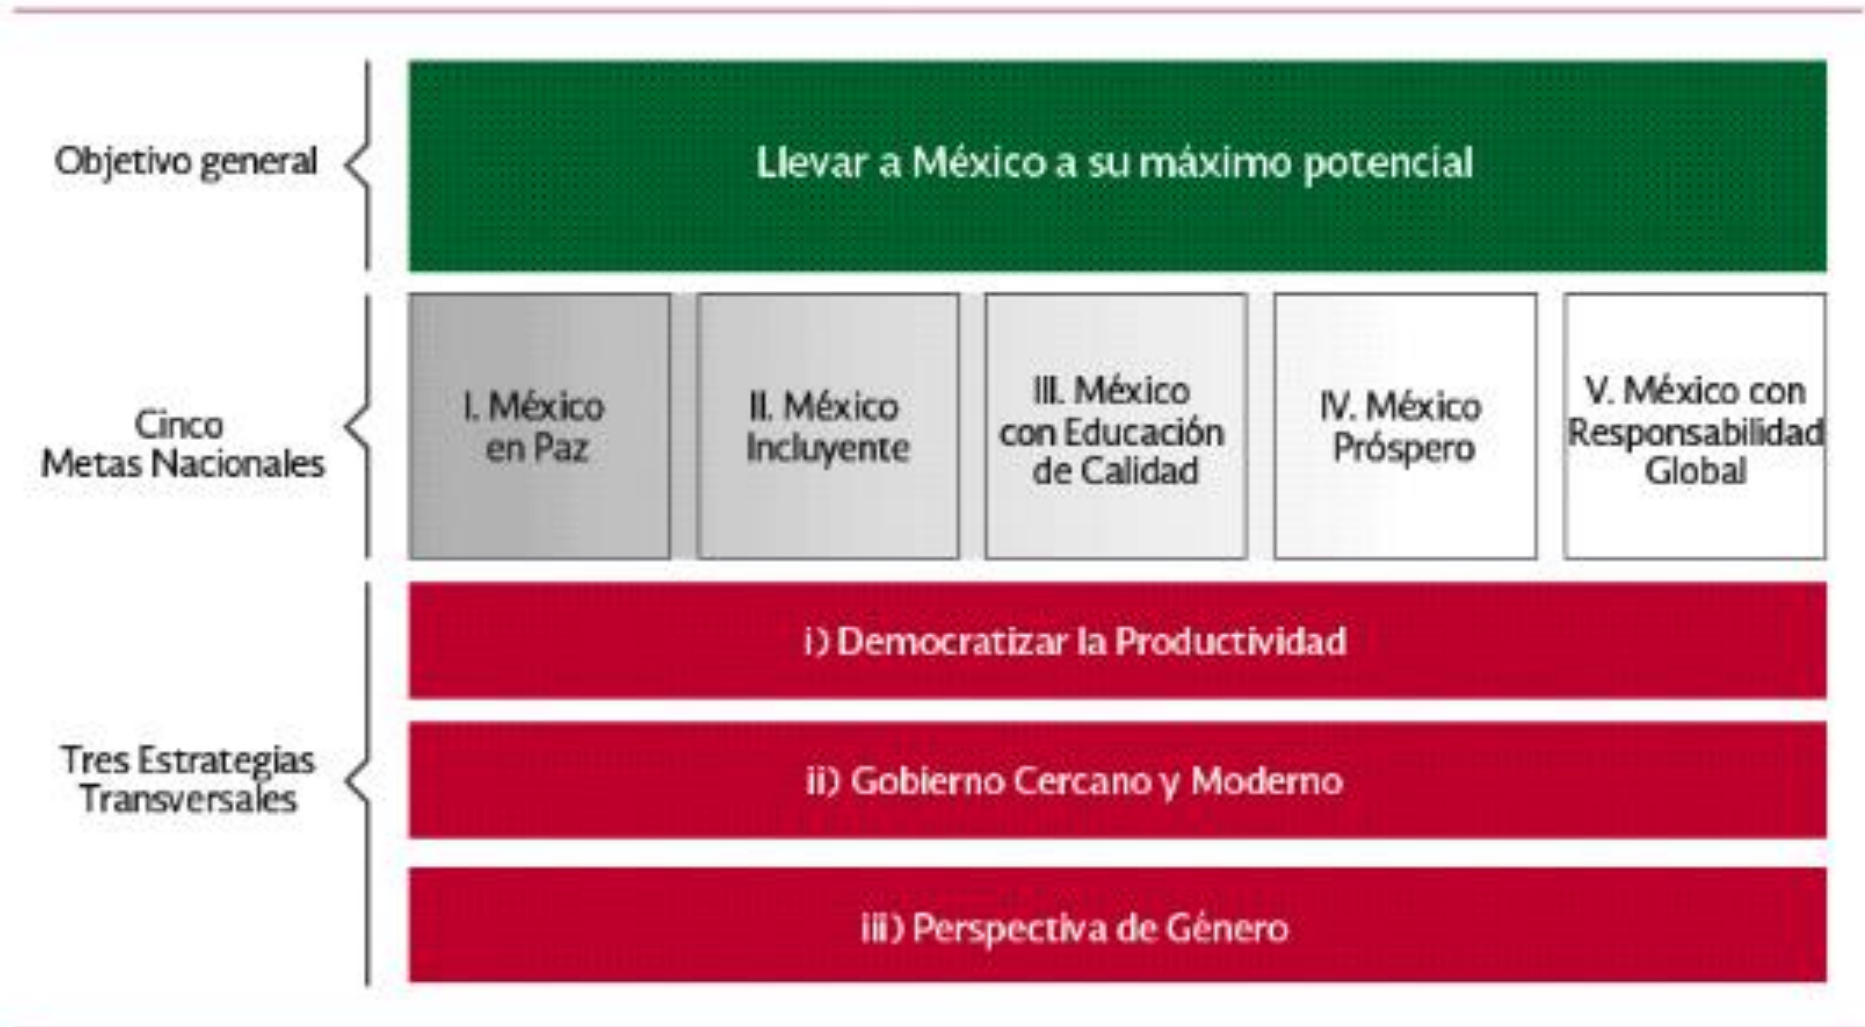 Objetivo general
Llevar a México a su máximo potencial
Cinco
Metas Nacionales
I. México
en Paz
II. México
Incluyente
III. México
con Educación
de Calidad
IV. México
Próspero
V. México con
Responsabilidad
Global
Tres Estrategias
Transversales
i) Democratizar la Productividad
ii) Gobierno Cercano y Moderno
iii) Perspectiva de Género